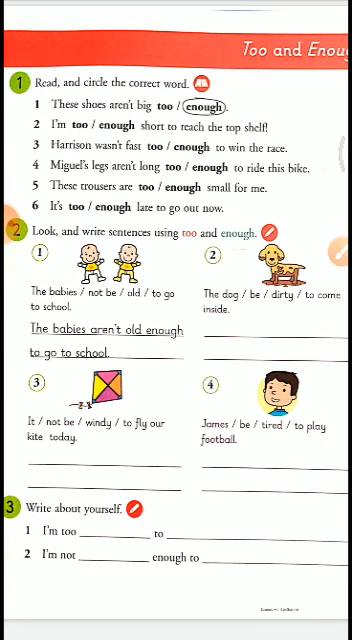 Too and Enou
1 Read, and circle the correct word.
1 These shoes aren't big too / enough.
2 I'm too / enough short to reach the top shelf!
3 Harrison wasn't fast too / enough to win the race.
4 Miguel's legs aren't long too / enough to ride this bike.
5 These trousers are too / enough small for me.
6 It's too / enough late to go out now.
2 Look, and write sentences using too and enough.
1
2
The babies / not be / old / to go
to school.
The dog / be / dirty / to come
inside.
The babies aren't old enough
to go to school.
3
4
It / not be / windy / to fly our
kite today.
James / be / tired / to play
football.
3 Write about yourself.
1 I'm too ___ to ___
2 I'm not ___ enough to ___